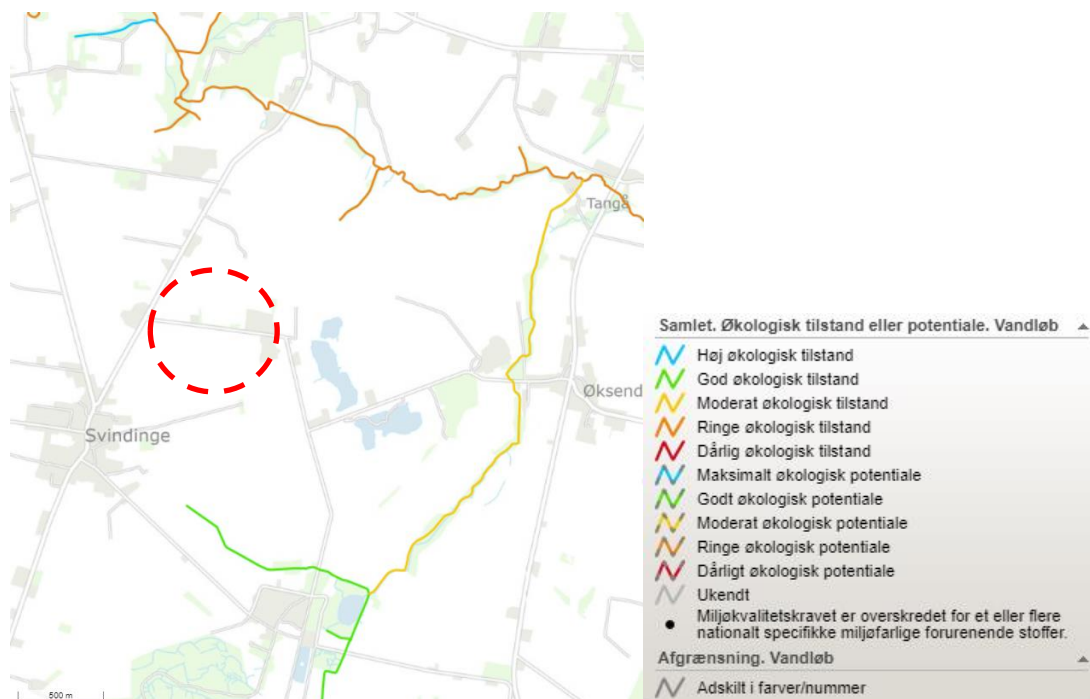 Tangå
Øksend
Svindinge
500 m
Samlet. Økologisk tilstand eller potentiale. Vandløb
Høj økologisk tilstand
God økologisk tilstand
Moderat økologisk tilstand
Ringe økologisk tilstand
Dårlig økologisk tilstand
Maksimalt økologisk potentiale
Godt økologisk potentiale
Moderat økologisk potentiale
Ringe økologisk potentiale
Dårligt økologisk potentiale
Ukendt
Miljøkvalitetskravet er overskredet for et eller flere
nationalt specifikke miljøfarlige forurenende stoffer.
Afgrænsning. Vandløb
Adskilt i farver/nummer